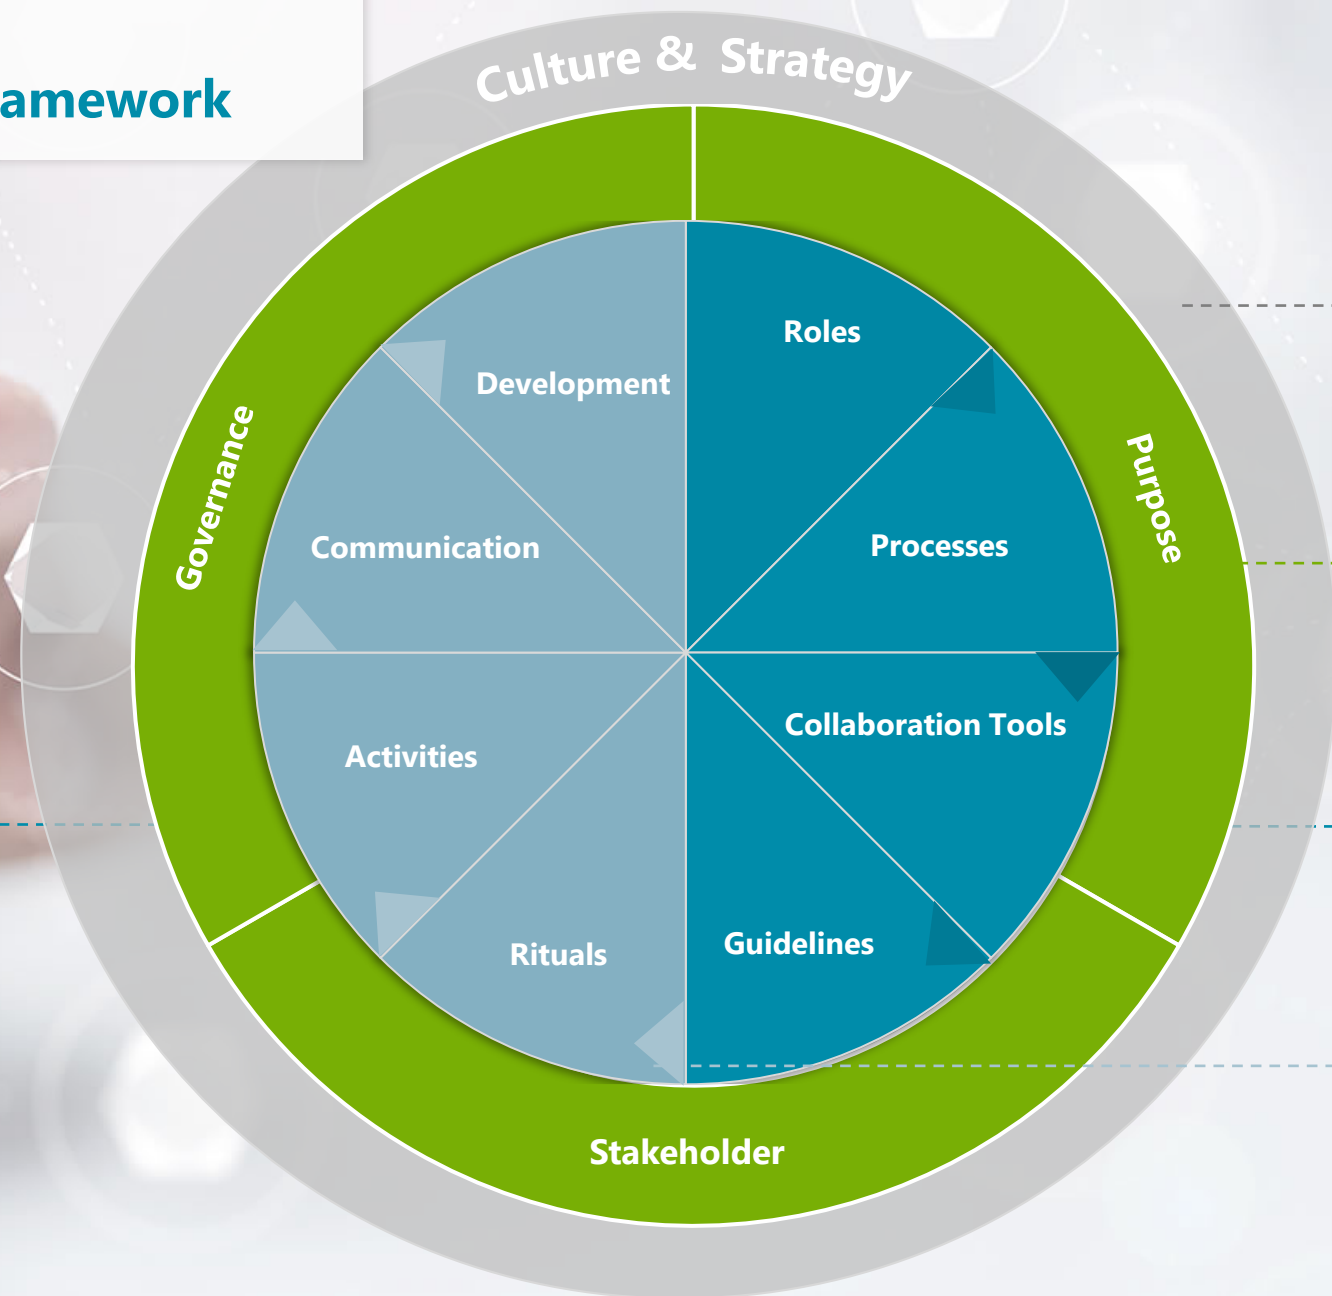 amework
Culture & Strategy
Roles
Development
Governance
Purpose
Communication
Processes
Collaboration Tools
Activities
Guidelines
Rituals
Stakeholder